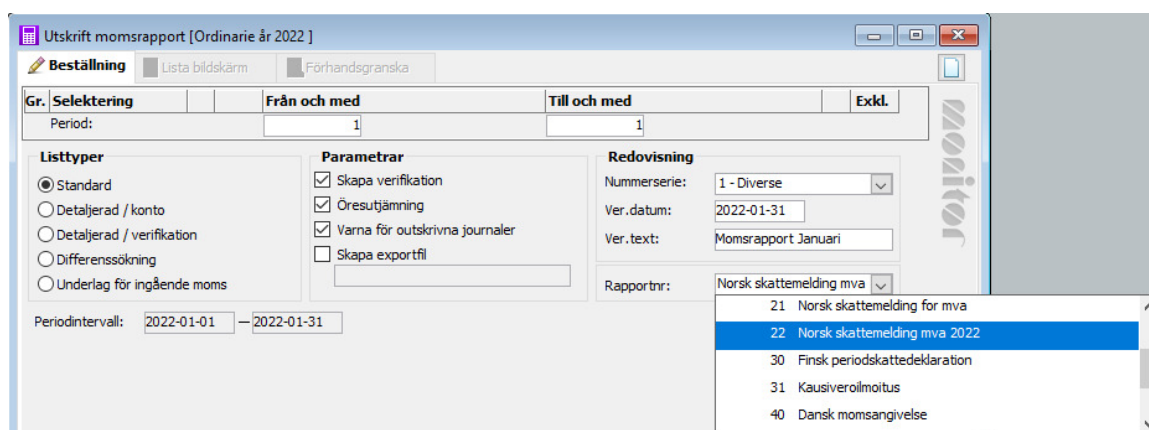 Utskrift momsrapport [Ordinarie år 2022 ]
Beställning Lista bildskärm Förhandsgranska
Gr. Selektering Från och med Till och med Exkl.
Period: 1 1
Listtyper
Standard
Detaljerad / konto
Detaljerad / verifikation
Differenssökning
Underlag för ingående moms
Parametrar
Skapa verifikation
Öresutjämning
Varna för outskrivna journaler
Skapa exportfil
Redovisning
Nummerserie: 1 - Diverse
Ver.datum: 2022-01-31
Ver.text: Momsrapport Januari
Rapportnr: Norsk skattemelding mva
21 Norsk skattemelding for mva
22 Norsk skattemelding mva 2022
30 Finsk periodskattedeklaration
31 Kausiveroilmoitus
40 Dansk momsangivelse
Periodintervall: 2022-01-01 — 2022-01-31
monitor